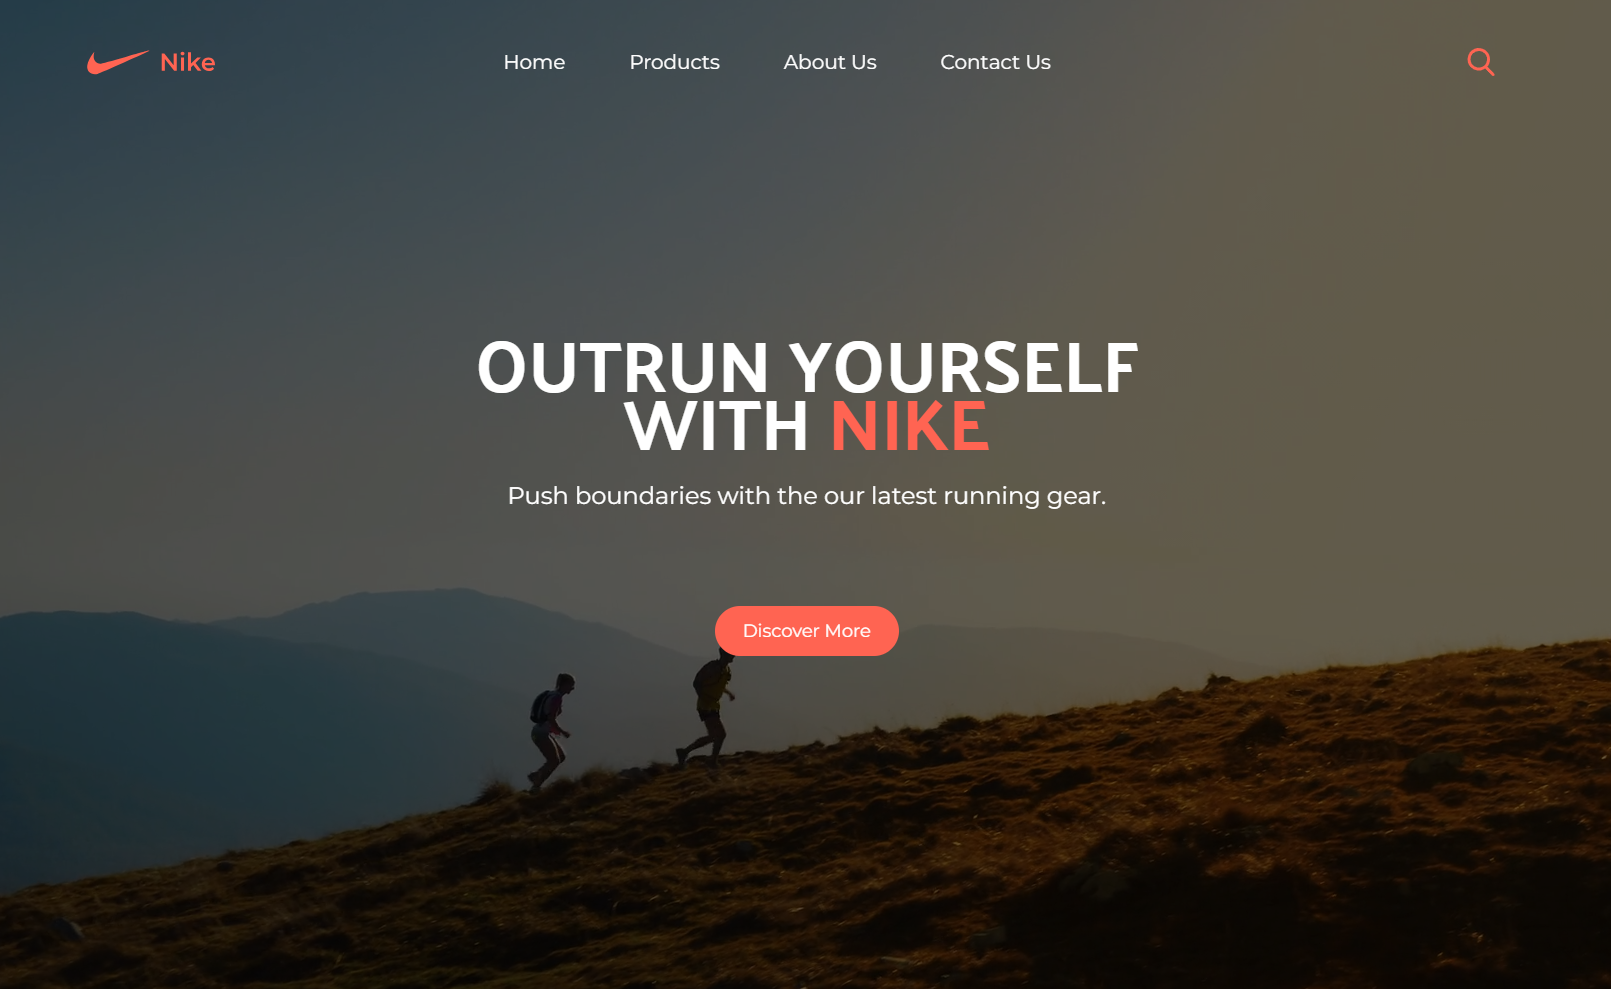 Nike
Home
Products
About Us
Contact Us
OUTRUN YOURSELF
WITH NIKE
Push boundaries with the our latest running gear.
Discover More